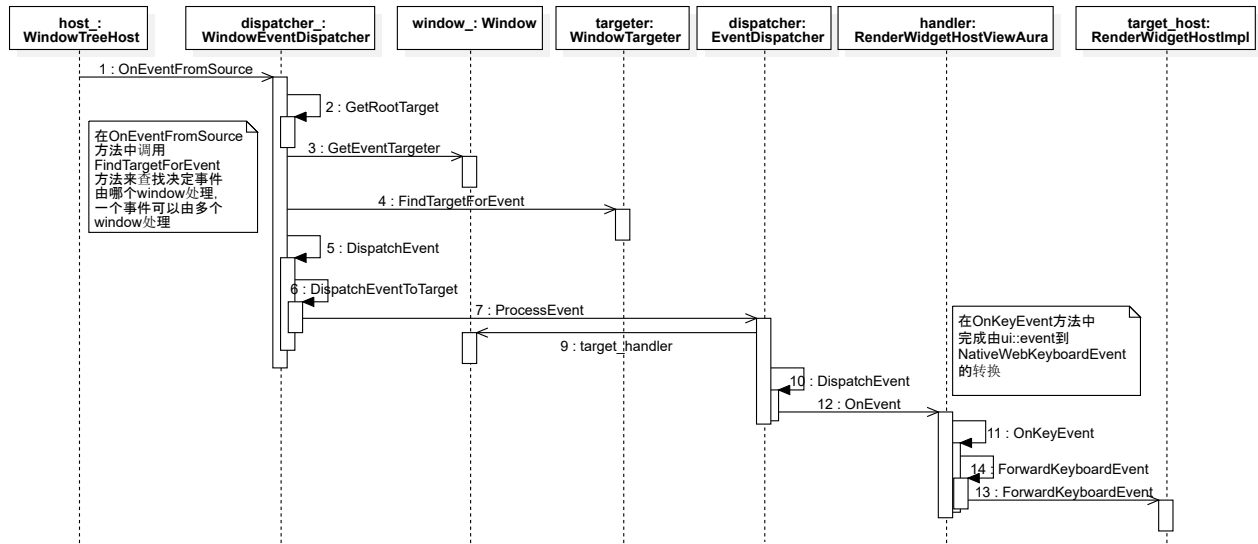 host_:
WindowTreeHost
dispatcher_:
WindowEventDispatcher
window_: Window
targeter:
WindowTargeter
dispatcher:
EventDispatcher
handler:
RenderWidgetHostViewAura
target_host:
RenderWidgetHostImpl
1 : OnEventFromSource
2 : GetRootTarget
在OnEventFromSource
方法中调用
FindTargetForEvent
方法来查找决定事件
由哪个window处理,
一个事件可以由多个
window处理
3 : GetEventTargeter
4 : FindTargetForEvent
5 : DispatchEvent
6 : DispatchEventToTarget
7 : ProcessEvent
9 : target_handler
在OnKeyEvent方法中
完成由ui::event到
NativeWebKeyboardEvent
的转换
10 : DispatchEvent
12 : OnEvent
11 : OnKeyEvent
14 : ForwardKeyboardEvent
13 : ForwardKeyboardEvent